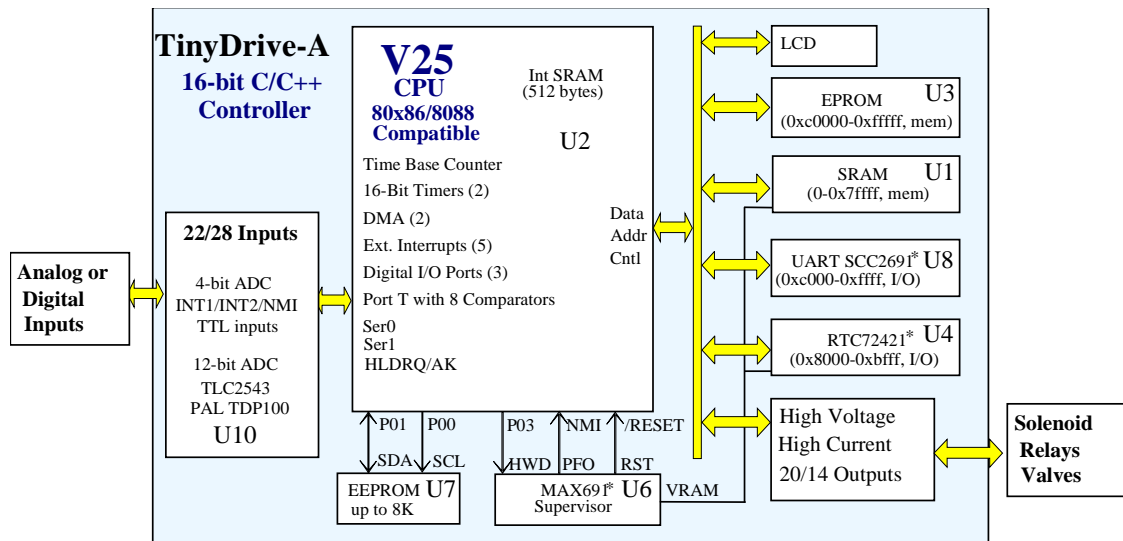 TinyDrive-A
16-bit C/C++
Controller
V25
CPU
80x86/8088
Compatible
Int SRAM
(512 bytes)
U2
Time Base Counter
16-Bit Timers (2)
DMA (2)
Ext. Interrupts (5)
Digital I/O Ports (3)
Port T with 8 Comparators
Ser0
Ser1
HLDRQ/AK
Data
Addr
Cntl
Analog or
Digital
Inputs
22/28 Inputs
4-bit ADC
INT1/INT2/NMI
TTL inputs
12-bit ADC
TLC2543
PAL TDP100
U10
LCD
EPROM U3
(0xc0000-0xfffff, mem)
SRAM U1
(0-0x7ffff, mem)
UART SCC2691* U8
(0xc000-0xffff, I/O)
RTC72421* U4
(0x8000-0xbfff, I/O)
High Voltage
High Current
20/14 Outputs
Solenoid
Relays
Valves
P01 P00 P03 NMI /RESET
SDA SCL HWD PFO RST
EEPROM U7
up to 8K
MAX691* U6
Supervisor
VRAM